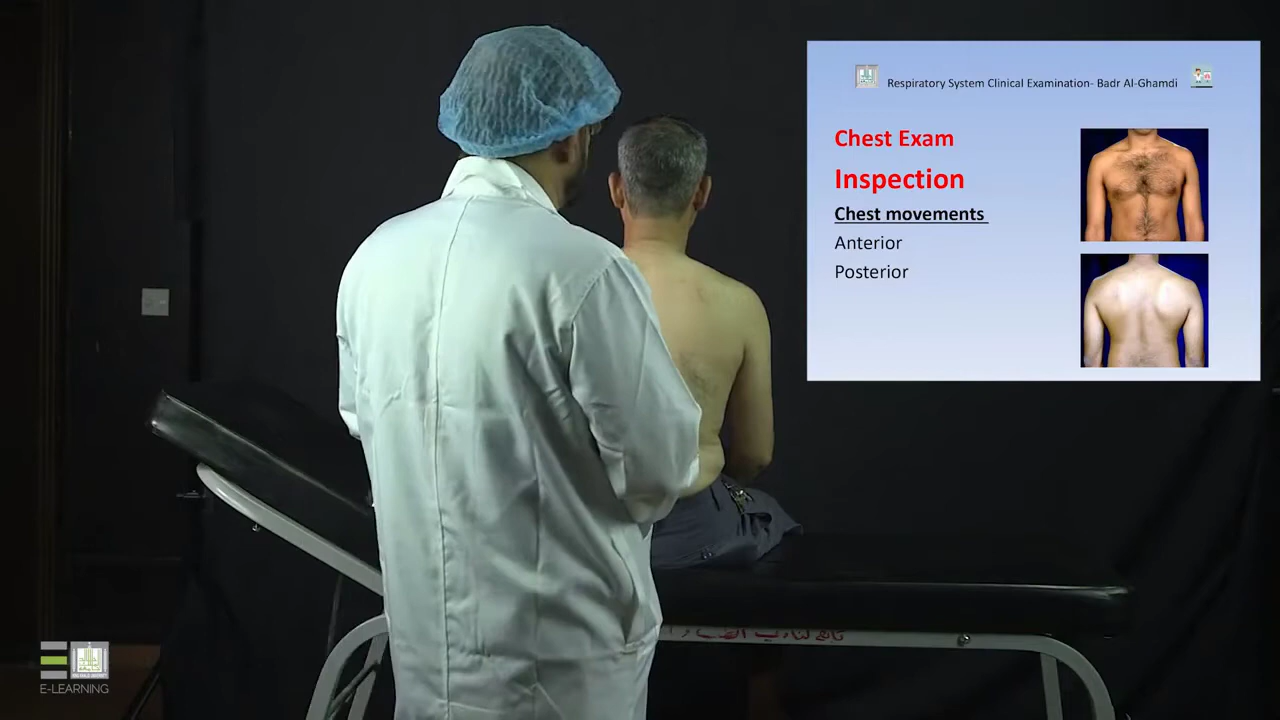 Respiratory System Clinical Examination- Badr Al-Ghamdi
Chest Exam
Inspection
Chest movements
Anterior
Posterior
E-LEARNING